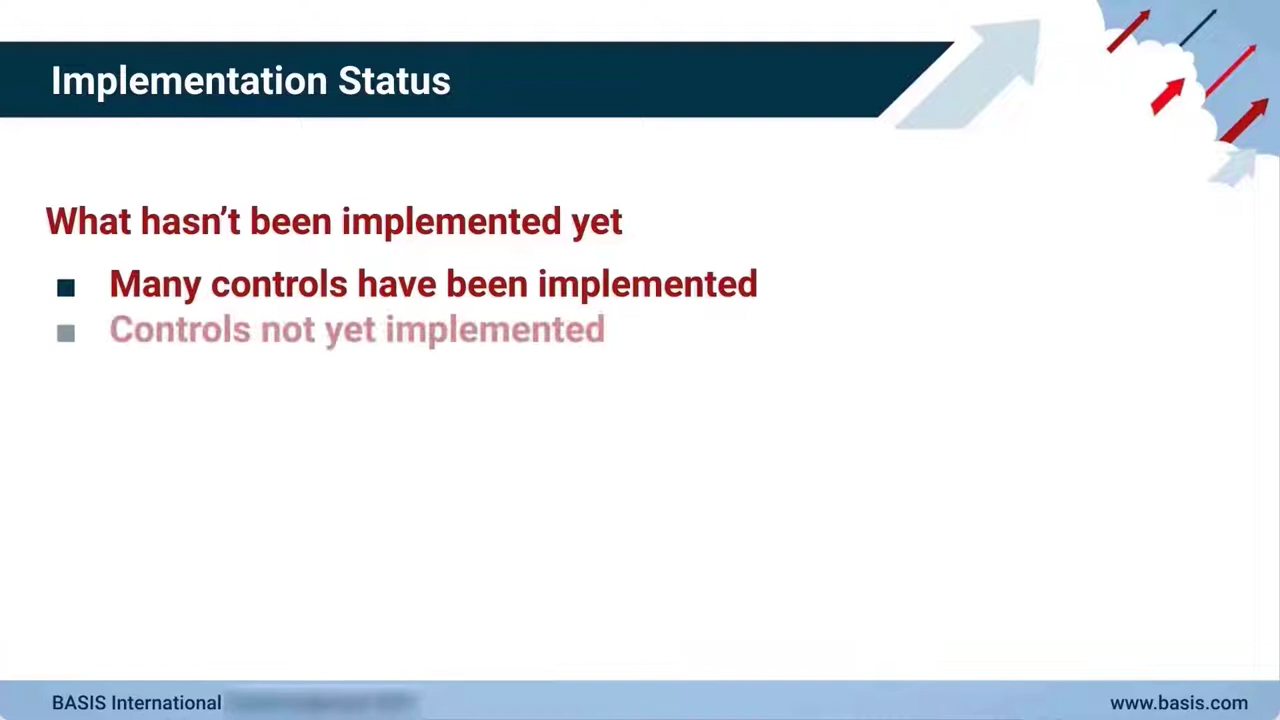 Implementation Status
What hasn’t been implemented yet
■ Many controls have been implemented
■ Controls not yet implemented
BASIS International
www.basis.com